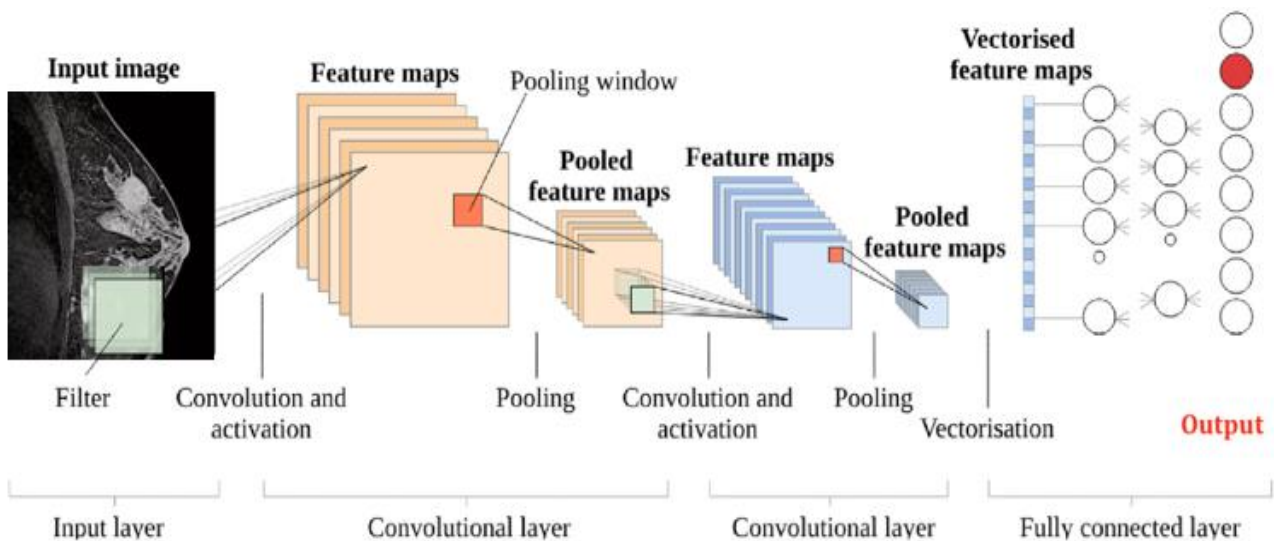 Input image
Feature maps
Pooling window
Pooled
feature maps
Feature maps
Pooled
feature maps
Vectorised
feature maps
Filter
Convolution and
activation
Pooling
Convolution and
activation
Pooling
Vectorisation
Output
Input layer
Convolutional layer
Convolutional layer
Fully connected layer